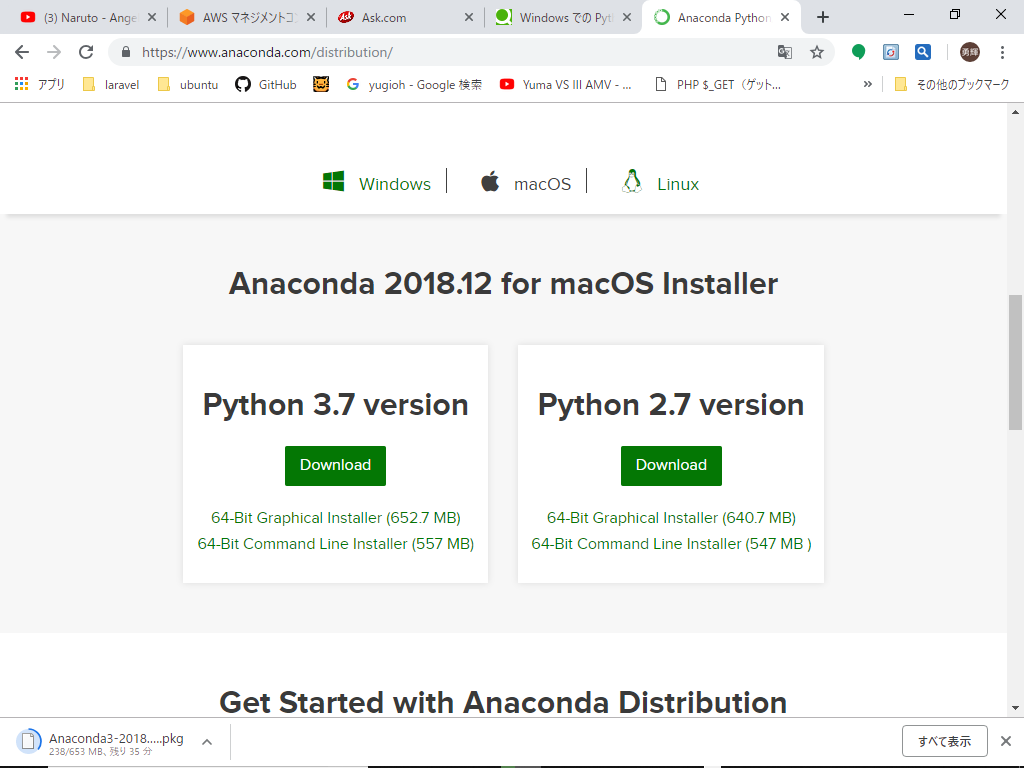 (3) Naruto - Ange
AWS マネジメントコン
Ask.com
Windows での Pyt
Anaconda Python
https://www.anaconda.com/distribution/
勇輝
アプリ
laravel
ubuntu
GitHub
yugioh - Google 検索
Yuma VS III AMV - ...
PHP $_GET（ゲット...
»
その他のブックマーク
Windows
macOS
Linux
Anaconda 2018.12 for macOS Installer
Python 3.7 version
Download
64-Bit Graphical Installer (652.7 MB)
64-Bit Command Line Installer (557 MB)
Python 2.7 version
Download
64-Bit Graphical Installer (640.7 MB)
64-Bit Command Line Installer (547 MB )
Get Started with Anaconda Distribution
Anaconda3-2018.....pkg
238/653 MB、残り 35 分
すべて表示